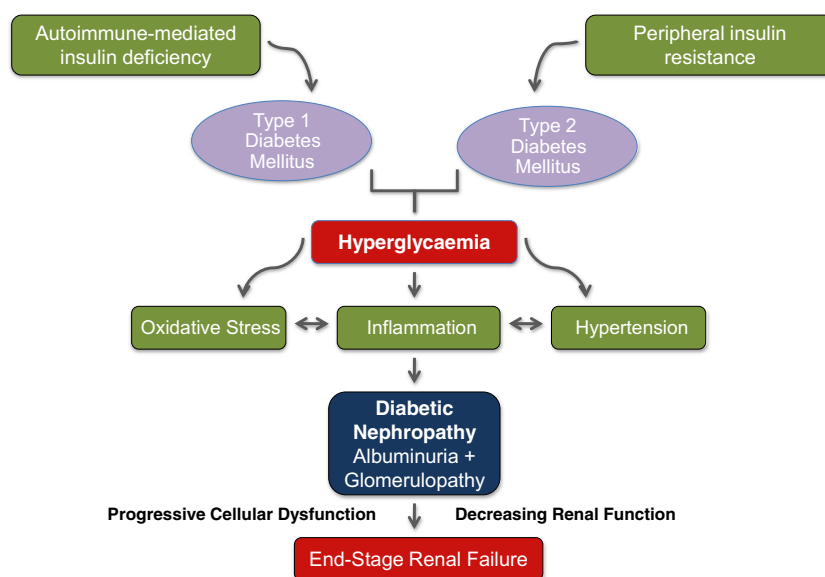 Autoimmune-mediated
insulin deficiency
Peripheral insulin
resistance
Type 1
Diabetes
Mellitus
Type 2
Diabetes
Mellitus
Hyperglycaemia
Oxidative Stress
Inflammation
Hypertension
Diabetic
Nephropathy
Albuminuria +
Glomerulopathy
Progressive Cellular Dysfunction
Decreasing Renal Function
End-Stage Renal Failure